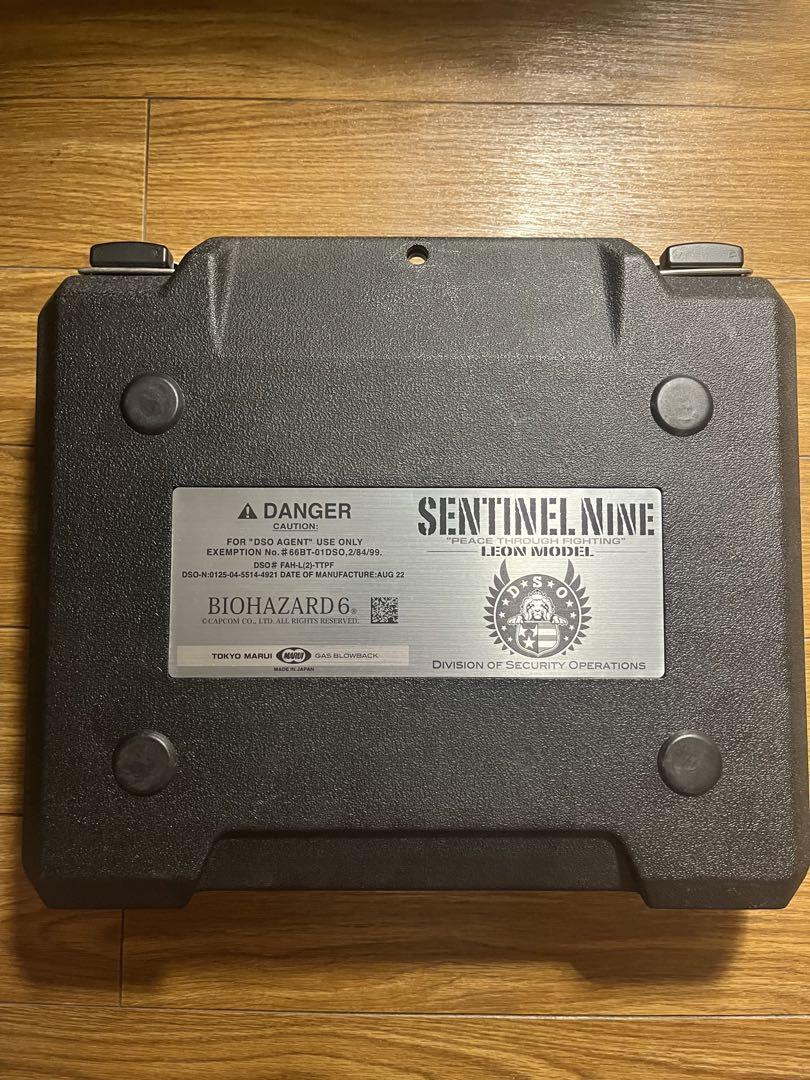 ⚠ DANGER
CAUTION:
FOR "DSO AGENT" USE ONLY
EXEMPTION No.#66BT-01DSO,2/84/99.
DSO# FAH-L(2)-TTPF
DSO-N:0125-04-5514-4921 DATE OF MANUFACTURE:AUG 22
BIOHAZARD 6®
©CAPCOM CO., LTD. ALL RIGHTS RESERVED.
TOKYO MARUI MARUI GAS BLOWBACK
MADE IN JAPAN
SENTINEL NINE
"PEACE THROUGH FIGHTING"
LEON MODEL
D★S★O
DIVISION OF SECURITY OPERATIONS